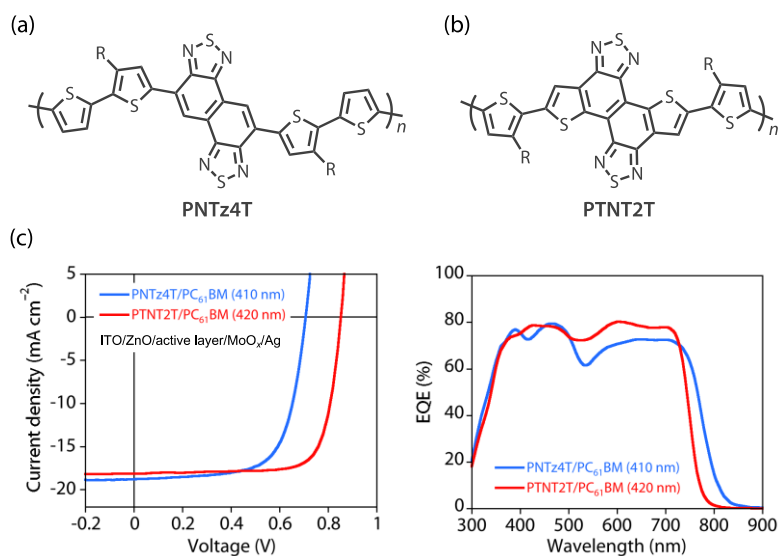 (a)
R
S
S
N
S
N
N
S
N
S
S
R
n
PNTz4T
(b)
S
R
N
S
N
S
N
S
N
S
S
R
n
PTNT2T
(c)
Current density (mA cm⁻²)
5
0
-5
-10
-15
-20
PNTz4T/PC₆₁BM (410 nm)
PTNT2T/PC₆₁BM (420 nm)
ITO/ZnO/active layer/MoOₓ/Ag
-0.2
0
0.2
0.4
0.6
0.8
1
Voltage (V)
EQE (%)
100
80
60
40
20
0
PNTz4T/PC₆₁BM (410 nm)
PTNT2T/PC₆₁BM (420 nm)
300
400
500
600
700
800
900
Wavelength (nm)